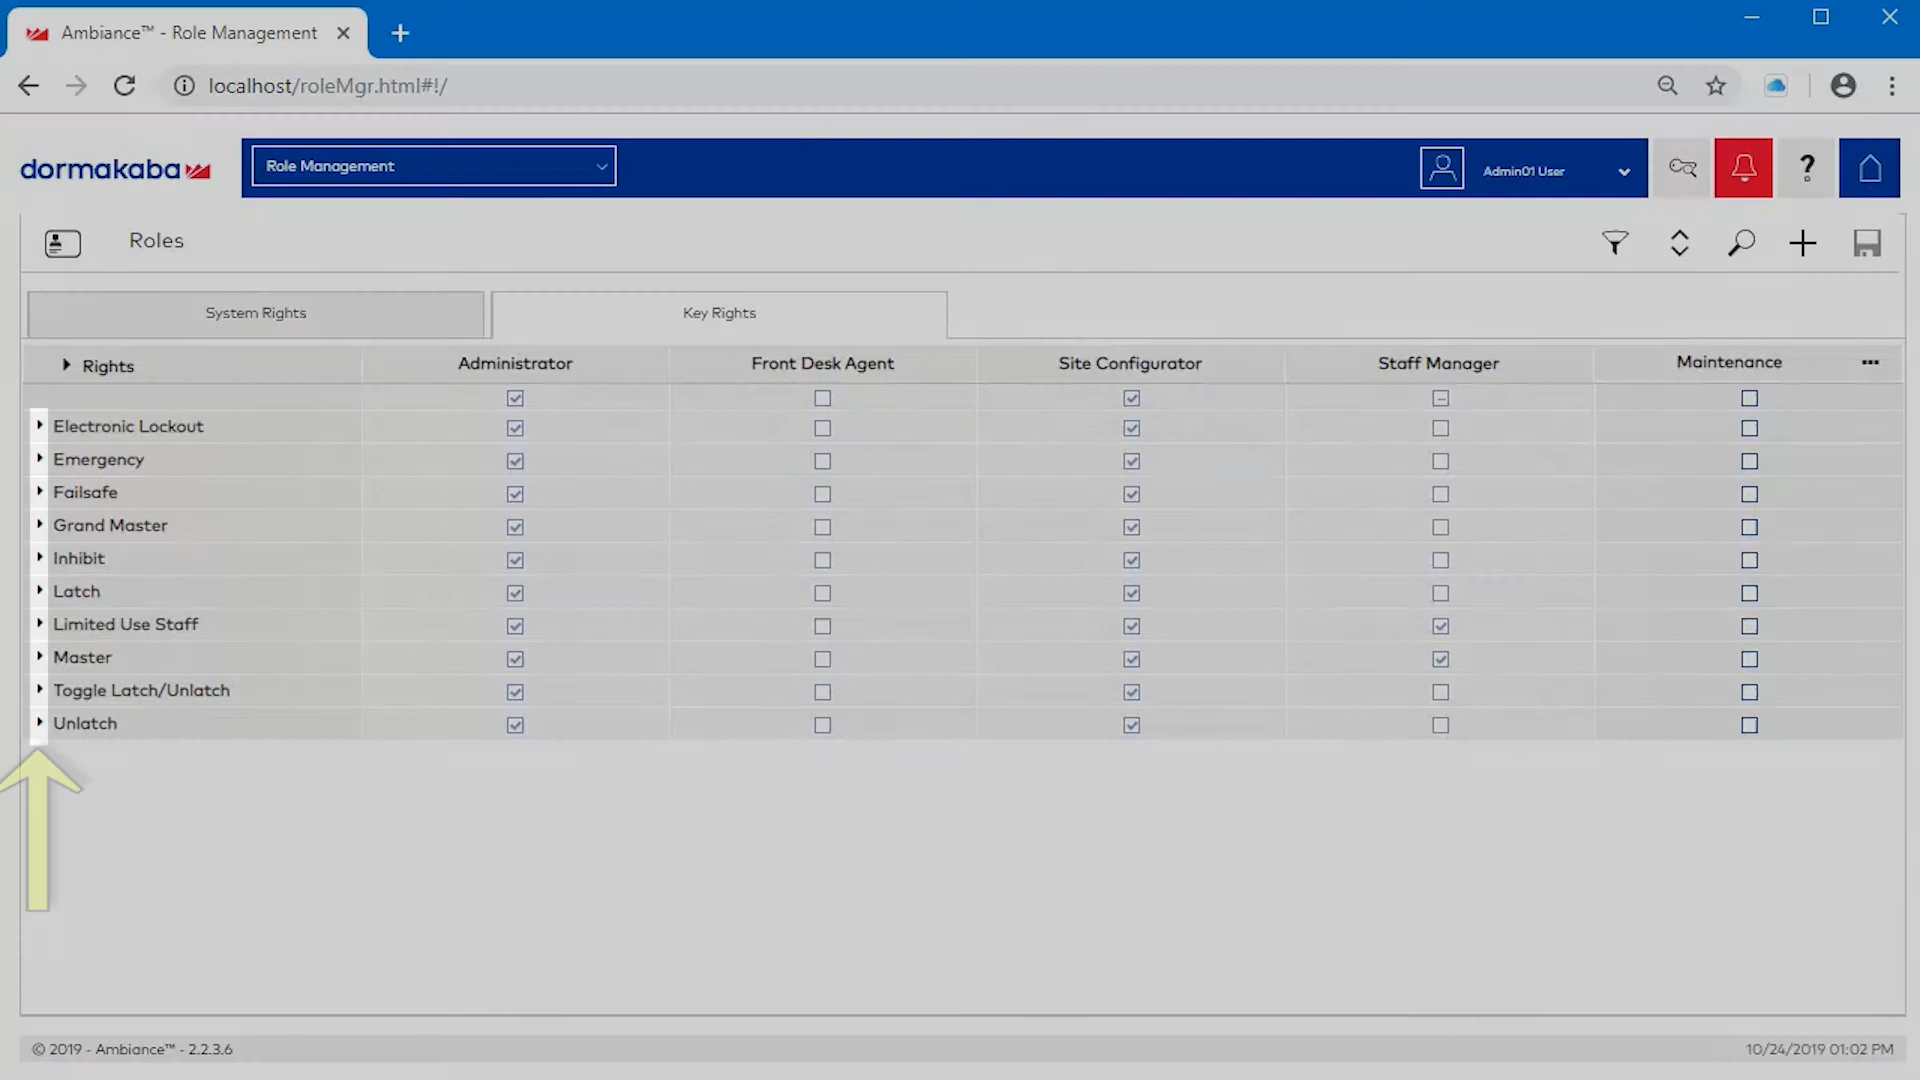 Ambiance™ - Role Management
localhost/roleMgr.html#!/
dormakaba
Role Management
Admin01 User
?
Roles
System Rights
Key Rights
Rights
Administrator
Front Desk Agent
Site Configurator
Staff Manager
Maintenance
Electronic Lockout
Emergency
Failsafe
Grand Master
Inhibit
Latch
Limited Use Staff
Master
Toggle Latch/Unlatch
Unlatch
© 2019 - Ambiance™ - 2.2.3.6
10/24/2019 01:02 PM